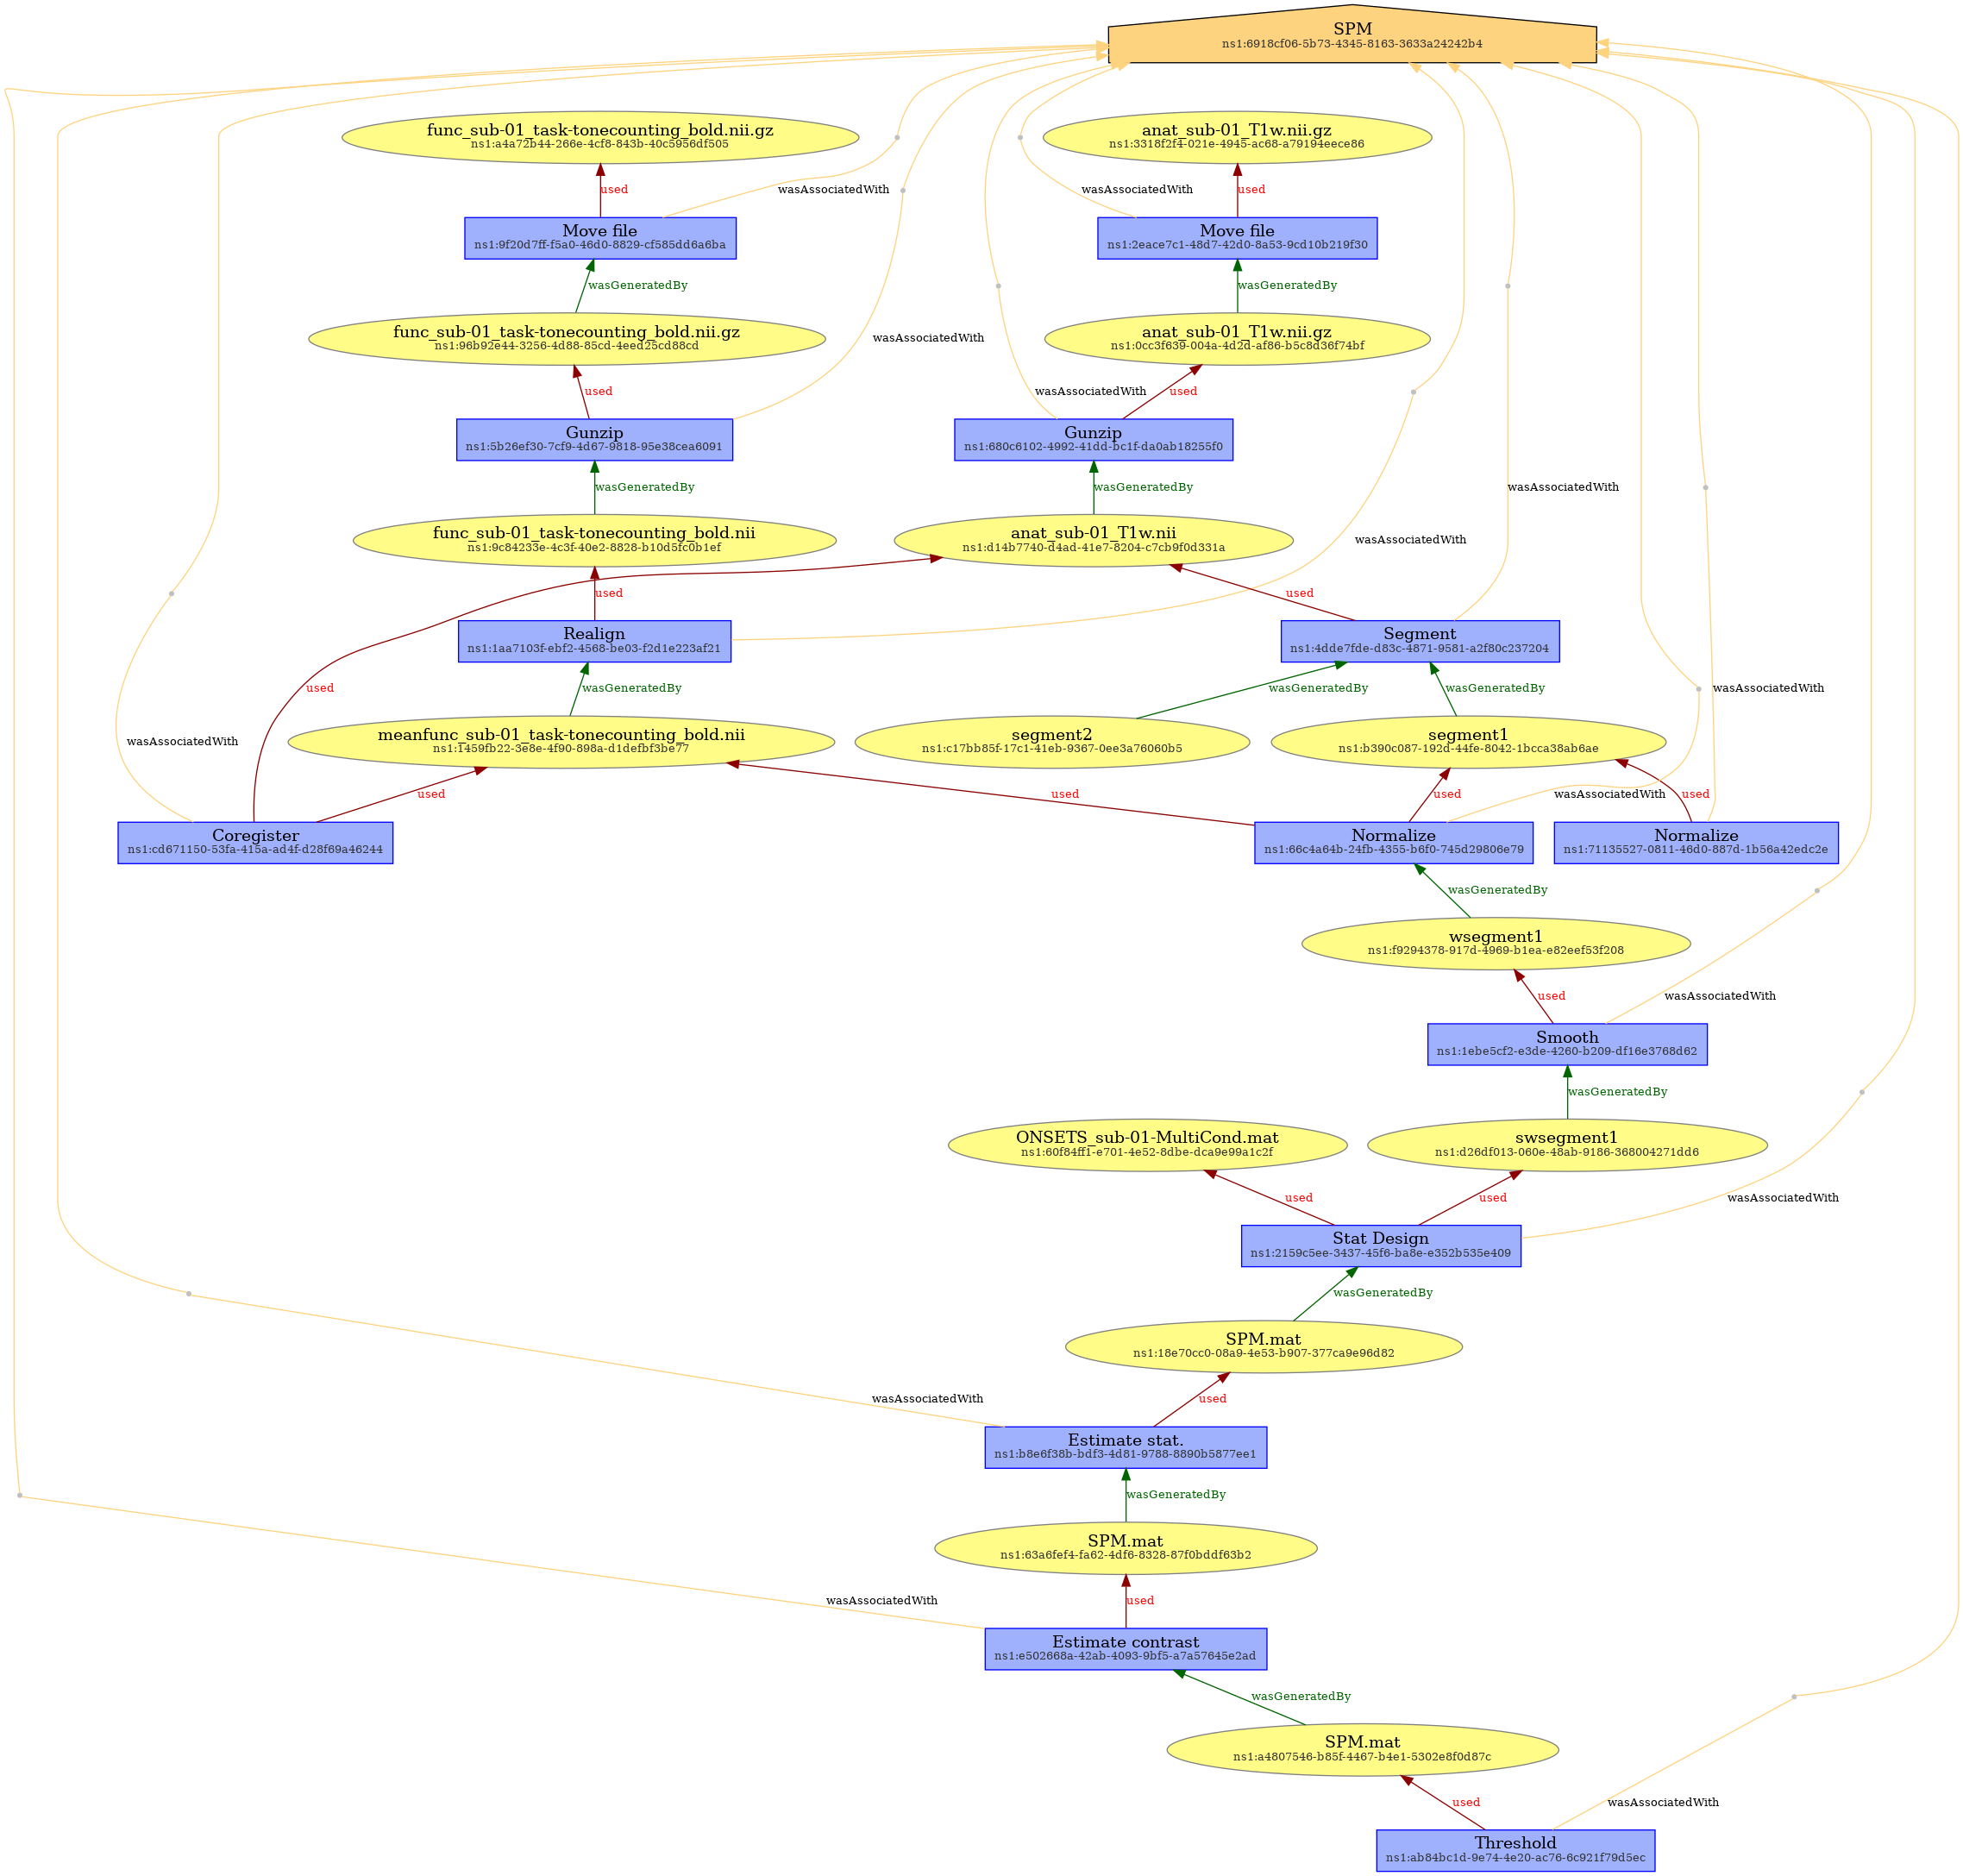 SPM
ns1:6918cf06-5b73-4345-8163-3633a24242b4
func_sub-01_task-tonecounting_bold.nii.gz
ns1:a4a72b44-266e-4cf8-843b-40c5956df505
anat_sub-01_T1w.nii.gz
ns1:3318f2f4-021e-4945-ac68-a79194eece86
used
wasAssociatedWith
wasAssociatedWith
used
Move file
ns1:9f20d7ff-f5a0-46d0-8829-cf585dd6a6ba
Move file
ns1:2eace7c1-48d7-42d0-8a53-9cd10b219f30
wasGeneratedBy
wasGeneratedBy
func_sub-01_task-tonecounting_bold.nii.gz
ns1:96b92e44-3256-4d88-85cd-4eed25cd88cd
wasAssociatedWith
anat_sub-01_T1w.nii.gz
ns1:0cc3f639-004a-4d2d-af86-b5c8d36f74bf
used
wasAssociatedWith
used
Gunzip
ns1:5b26ef30-7cf9-4d67-9818-95e38cea6091
Gunzip
ns1:680c6102-4992-41dd-bc1f-da0ab18255f0
wasGeneratedBy
wasGeneratedBy
wasAssociatedWith
func_sub-01_task-tonecounting_bold.nii
ns1:9c84233e-4c3f-40e2-8828-b10d5fc0b1ef
anat_sub-01_T1w.nii
ns1:d14b7740-d4ad-41e7-8204-c7cb9f0d331a
wasAssociatedWith
used
used
Realign
ns1:1aa7103f-ebf2-4568-be03-f2d1e223af21
Segment
ns1:4dde7fde-d83c-4871-9581-a2f80c237204
used
wasGeneratedBy
wasGeneratedBy
wasGeneratedBy
wasAssociatedWith
wasAssociatedWith
meanfunc_sub-01_task-tonecounting_bold.nii
ns1:1459fb22-3e8e-4f90-898a-d1defbf3be77
segment2
ns1:c17bb85f-17c1-41eb-9367-0ee3a76060b5
segment1
ns1:b390c087-192d-44fe-8042-1bcca38ab6ae
used
used
used
wasAssociatedWith
used
Coregister
ns1:cd671150-53fa-415a-ad4f-d28f69a46244
Normalize
ns1:66c4a64b-24fb-4355-b6f0-745d29806e79
Normalize
ns1:71135527-0811-46d0-887d-1b56a42edc2e
wasGeneratedBy
wsegment1
ns1:f9294378-917d-4969-b1ea-e82eef53f208
used
wasAssociatedWith
Smooth
ns1:1ebe5cf2-e3de-4260-b209-df16e3768d62
wasGeneratedBy
ONSETS_sub-01-MultiCond.mat
ns1:60f84ff1-e701-4e52-8dbe-dca9e99a1c2f
swsegment1
ns1:d26df013-060e-48ab-9186-368004271dd6
used
used
wasAssociatedWith
Stat Design
ns1:2159c5ee-3437-45f6-ba8e-e352b535e409
wasGeneratedBy
SPM.mat
ns1:18e70cc0-08a9-4e53-b907-377ca9e96d82
wasAssociatedWith
used
Estimate stat.
ns1:b8e6f38b-bdf3-4d81-9788-8890b5877ee1
wasGeneratedBy
SPM.mat
ns1:63a6fef4-fa62-4df6-8328-87f0bddf63b2
wasAssociatedWith
used
Estimate contrast
ns1:e502668a-42ab-4093-9bf5-a7a57645e2ad
wasGeneratedBy
SPM.mat
ns1:a4807546-b85f-4467-b4e1-5302e8f0d87c
used
wasAssociatedWith
Threshold
ns1:ab84bc1d-9e74-4e20-ac76-6c921f79d5ec